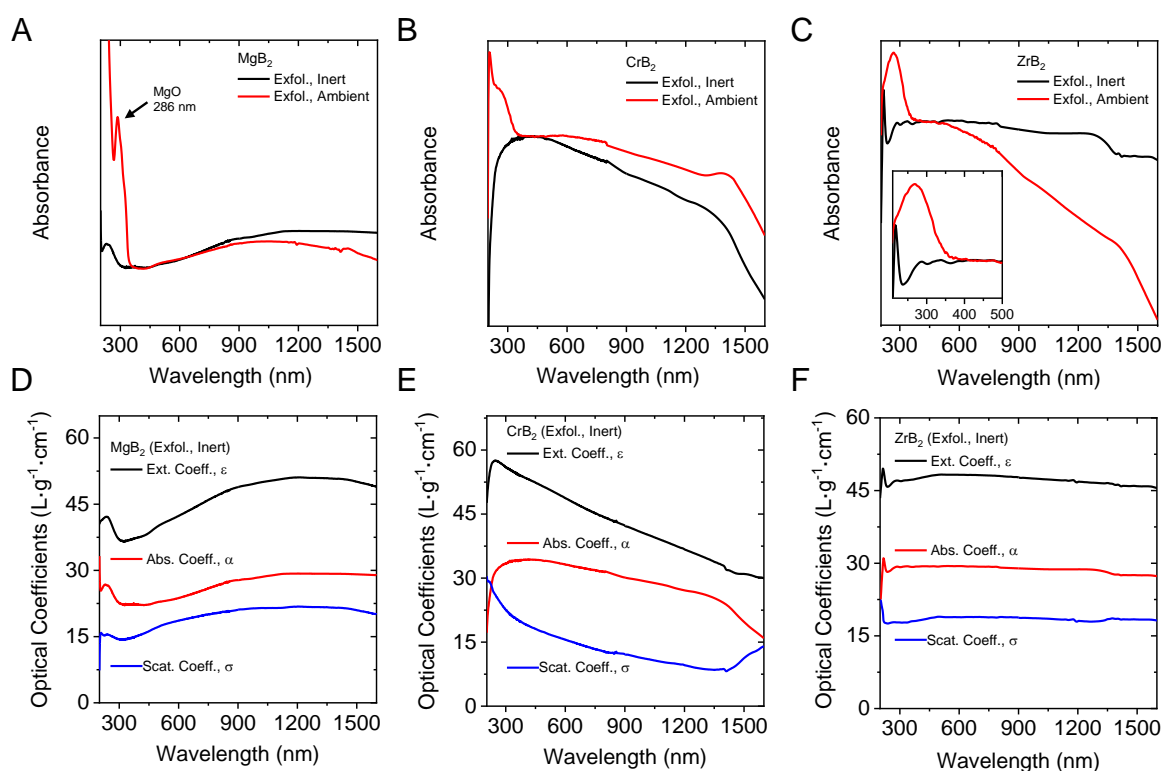 A
MgB2
Exfol., Inert
Exfol., Ambient
MgO
286 nm
Absorbance
300 600 900 1200 1500
Wavelength (nm)
B
CrB2
Exfol., Inert
Exfol., Ambient
Absorbance
300 600 900 1200 1500
Wavelength (nm)
C
ZrB2
Exfol., Inert
Exfol., Ambient
Absorbance
300 400 500
300 600 900 1200 1500
Wavelength (nm)
D
MgB2 (Exfol., Inert)
Ext. Coeff., ε
Abs. Coeff., α
Scat. Coeff., σ
Optical Coefficients (L·g-1·cm-1)
60
45
30
15
0
300 600 900 1200 1500
Wavelength (nm)
E
CrB2 (Exfol., Inert)
Ext. Coeff., ε
Abs. Coeff., α
Scat. Coeff., σ
Optical Coefficients (L·g-1·cm-1)
60
45
30
15
0
300 600 900 1200 1500
Wavelength (nm)
F
ZrB2 (Exfol., Inert)
Ext. Coeff., ε
Abs. Coeff., α
Scat. Coeff., σ
Optical Coefficients (L·g-1·cm-1)
60
45
30
15
0
300 600 900 1200 1500
Wavelength (nm)